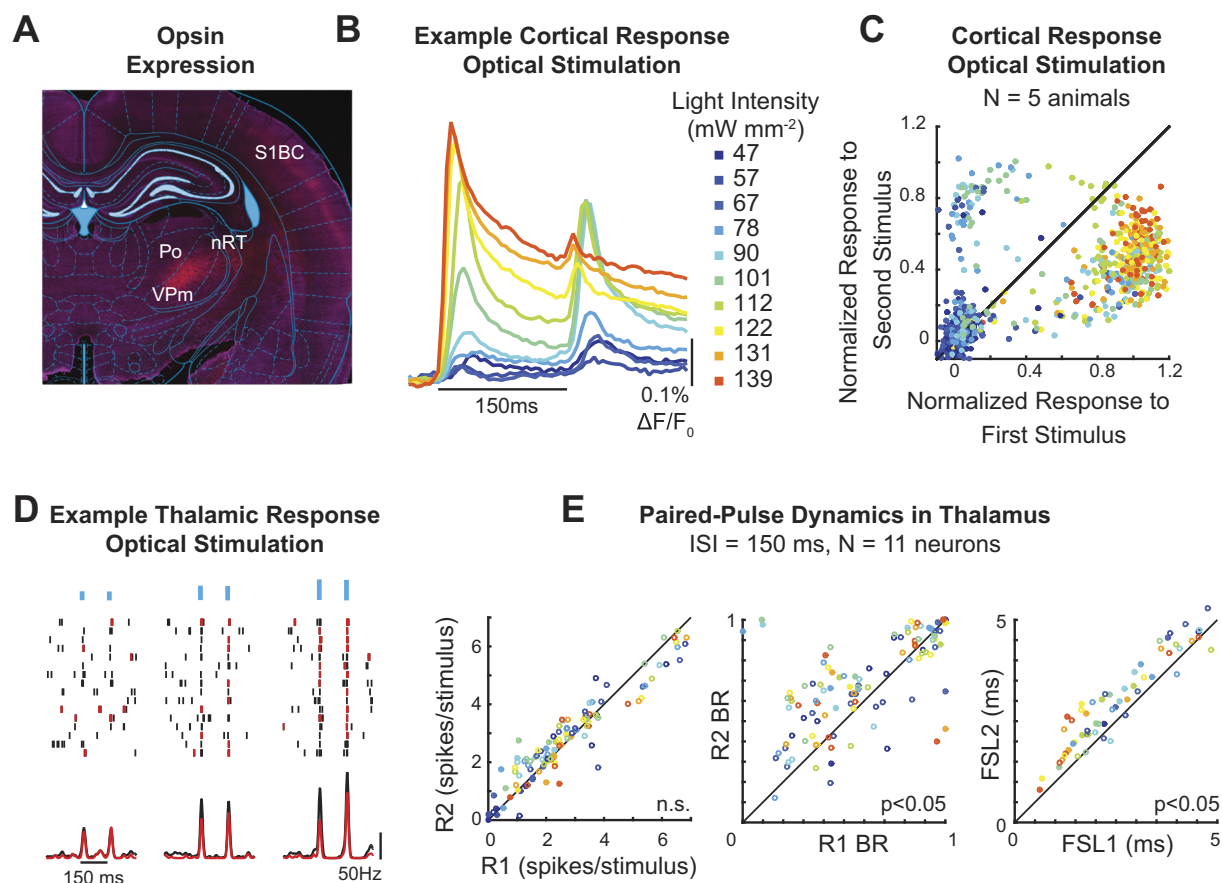 A
Opsin
Expression
S1BC
Po
nRT
VPm
B
Example Cortical Response
Optical Stimulation
Light Intensity
(mW mm-2)
47
57
67
78
90
101
112
122
131
139
150ms
0.1%
ΔF/F0
C
Cortical Response
Optical Stimulation
N = 5 animals
Normalized Response to
Second Stimulus
1.2
0.8
0.4
0
0
0.4
0.8
1.2
Normalized Response to
First Stimulus
D
Example Thalamic Response
Optical Stimulation
150 ms
50Hz
E
Paired-Pulse Dynamics in Thalamus
ISI = 150 ms, N = 11 neurons
R2 (spikes/stimulus)
6
4
2
0
0
2
4
6
n.s.
R1 (spikes/stimulus)
R2 BR
1
0
1
p<0.05
R1 BR
FSL2 (ms)
5
0
0
5
p<0.05
FSL1 (ms)